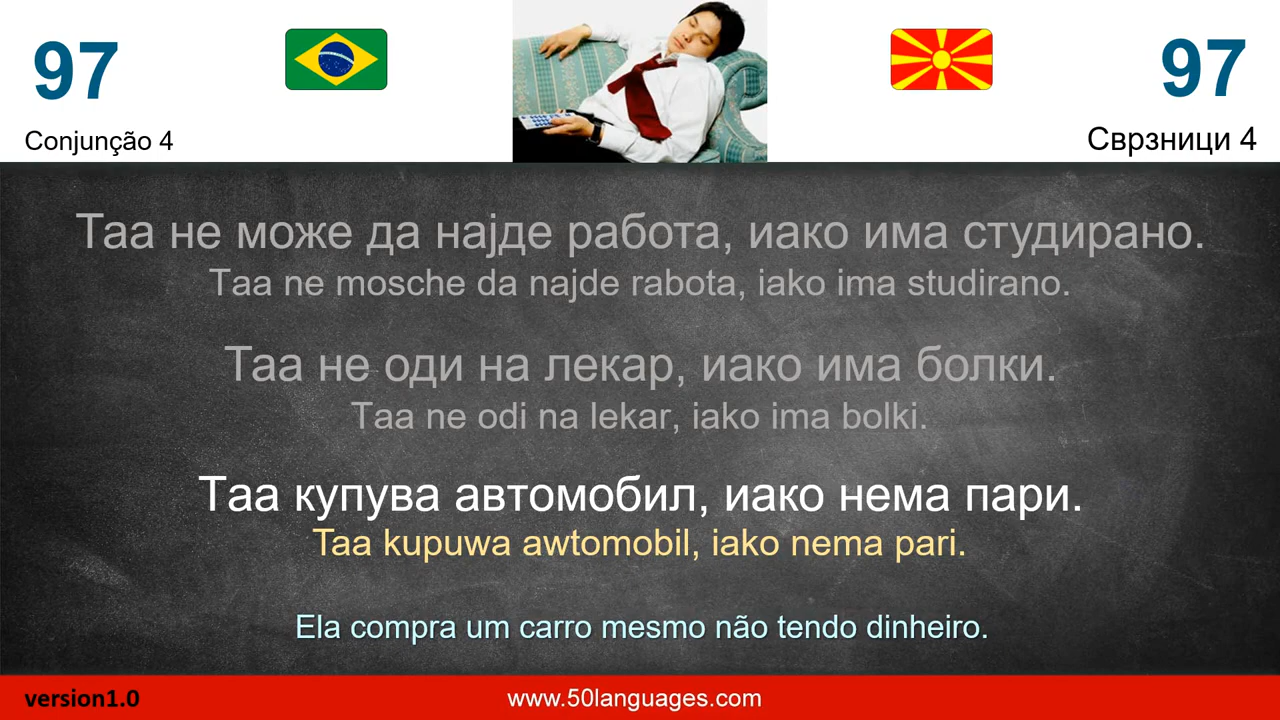 97
97
Conjunção 4
Сврзници 4
Таа не може да најде работа, иако има студирано.
Taa ne mosche da najde rabota, iako ima studirano.
Таа не оди на лекар, иако има болки.
Taa ne odi na lekar, iako ima bolki.
Таа купува автомобил, иако нема пари.
Taa kupuwa awtomobil, iako nema pari.
Ela compra um carro mesmo não tendo dinheiro.
version1.0
www.50languages.com